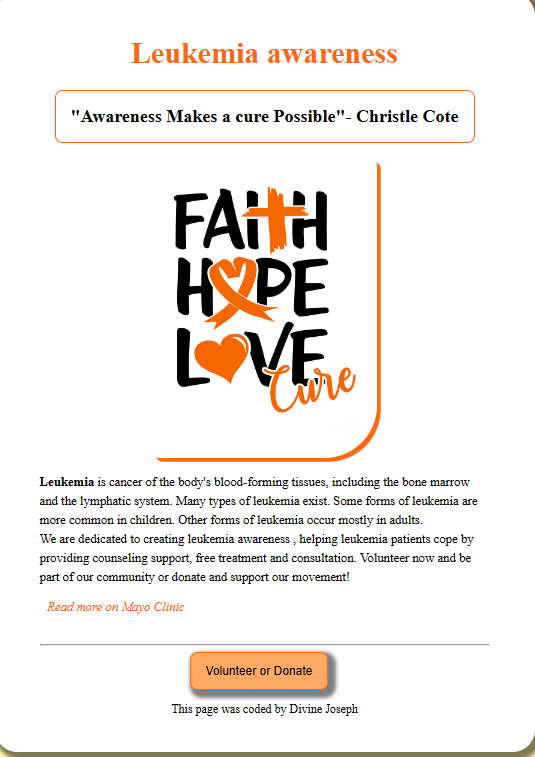 Leukemia awareness
"Awareness Makes a cure Possible"- Christle Cote
FAITH
HOPE
LOVE
Cure
Leukemia is cancer of the body's blood-forming tissues, including the bone marrow
and the lymphatic system. Many types of leukemia exist. Some forms of leukemia are
more common in children. Other forms of leukemia occur mostly in adults.
We are dedicated to creating leukemia awareness , helping leukemia patients cope by
providing counseling support, free treatment and consultation. Volunteer now and be
part of our community or donate and support our movement!
Read more on Mayo Clinic
Volunteer or Donate
This page was coded by Divine Joseph